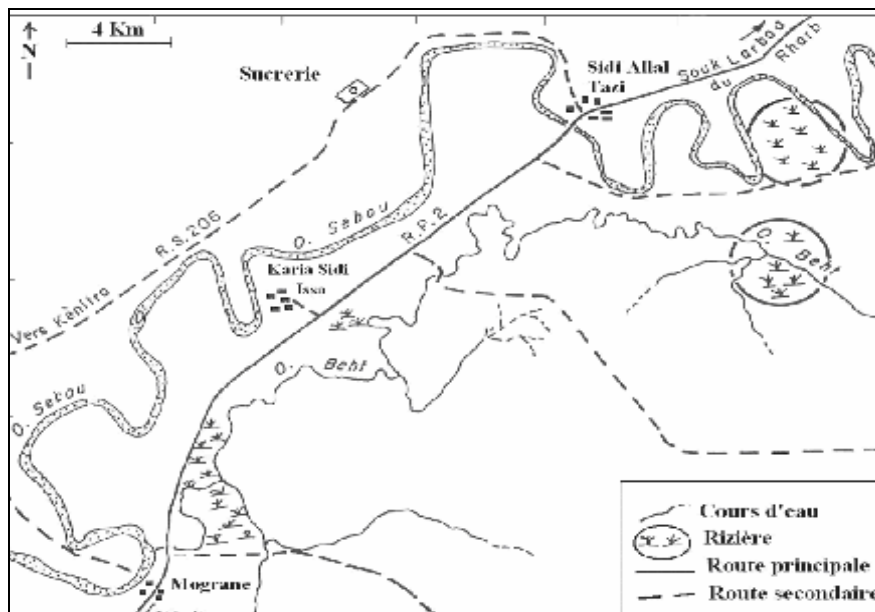 4 Km
N
Sucrerie
Sidi Allal
Tazi
Souk Larbaa
du Rharb
R.S.206
O. Sebou
R.P.2
O. Beht
Karia Sidi
Issa
Vers Kénitra
O. Beht
O. Sebou
Mograne
Cours d'eau
Rizière
Route principale
Route secondaire